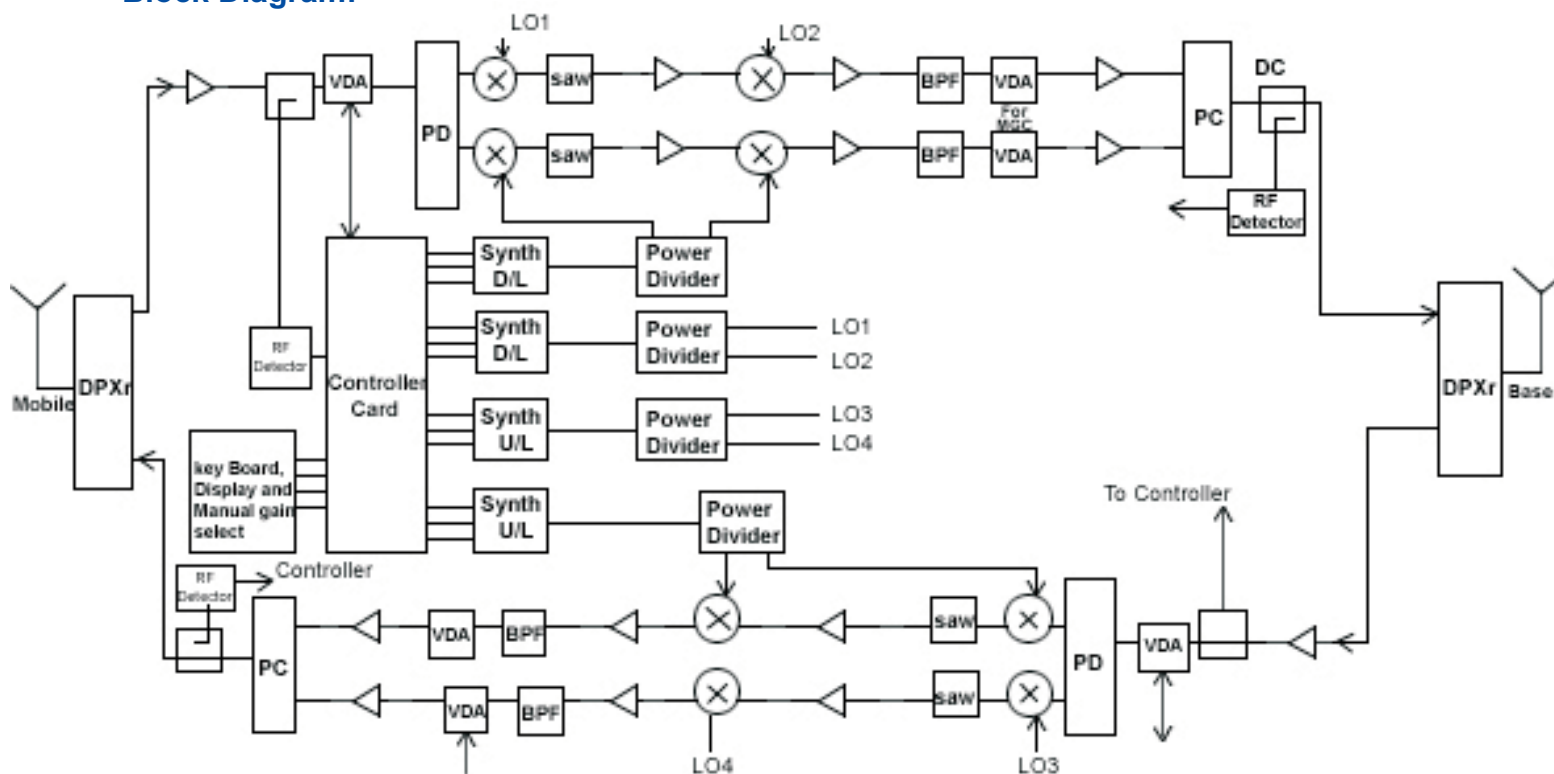 Block Diagram:
LO1
LO2
VDA
PD
saw
BPF
VDA
For
MGC
PC
DC
saw
BPF
VDA
RF
Detector
Synth
D/L
Power
Divider
Synth
D/L
Power
Divider
LO1
LO2
RF
Detector
Controller
Card
DPXr
Mobile
DPXr
Base
Synth
U/L
Power
Divider
LO3
LO4
key Board,
Display and
Manual gain
select
Synth
U/L
Power
Divider
To Controller
RF
Detector
Controller
PC
VDA
BPF
saw
PD
VDA
VDA
BPF
saw
LO4
LO3